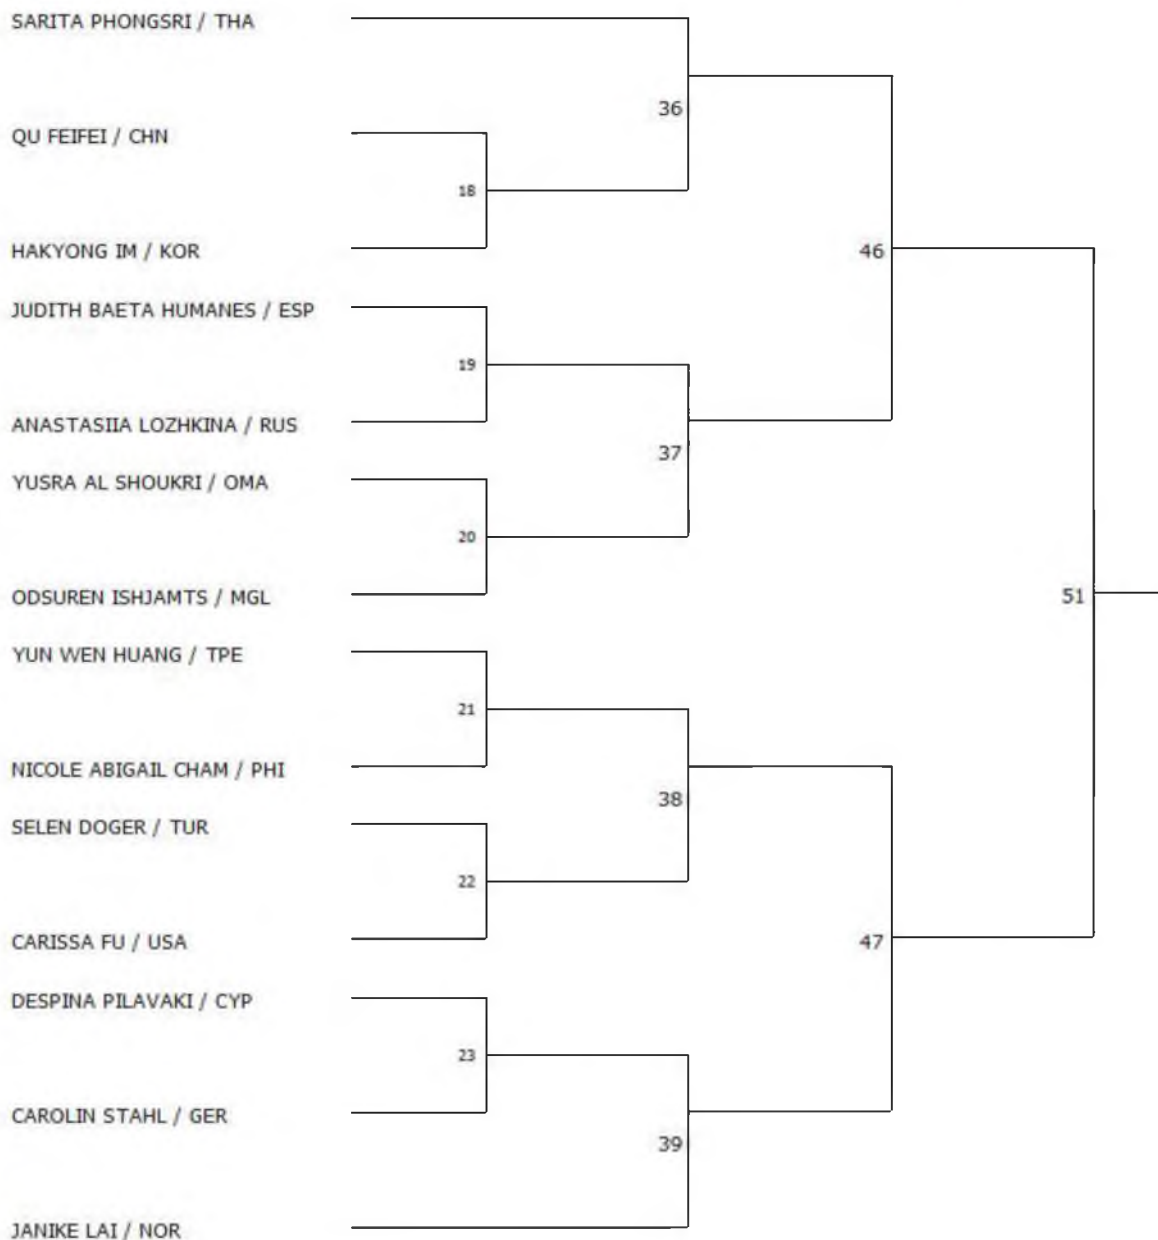 SARITA PHONGSRI / THA
36
QU FEIFEI / CHN
18
HAKYONG IM / KOR
46
JUDITH BAETA HUMANES / ESP
19
ANASTASIIA LOZHKINA / RUS
37
YUSRA AL SHOUKRI / OMA
20
ODSUREN ISHJAMTS / MGL
51
YUN WEN HUANG / TPE
21
NICOLE ABIGAIL CHAM / PHI
38
SELEN DOGER / TUR
22
CARISSA FU / USA
47
DESPINA PILAVAKI / CYP
23
CAROLIN STAHL / GER
39
JANIKE LAI / NOR